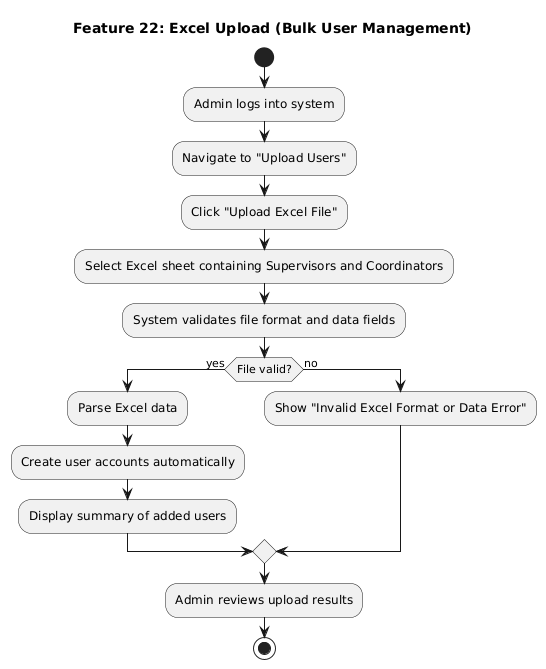 Feature 22: Excel Upload (Bulk User Management)
Admin logs into system
Navigate to "Upload Users"
Click "Upload Excel File"
Select Excel sheet containing Supervisors and Coordinators
System validates file format and data fields
yes
File valid?
no
Parse Excel data
Show "Invalid Excel Format or Data Error"
Create user accounts automatically
Display summary of added users
Admin reviews upload results